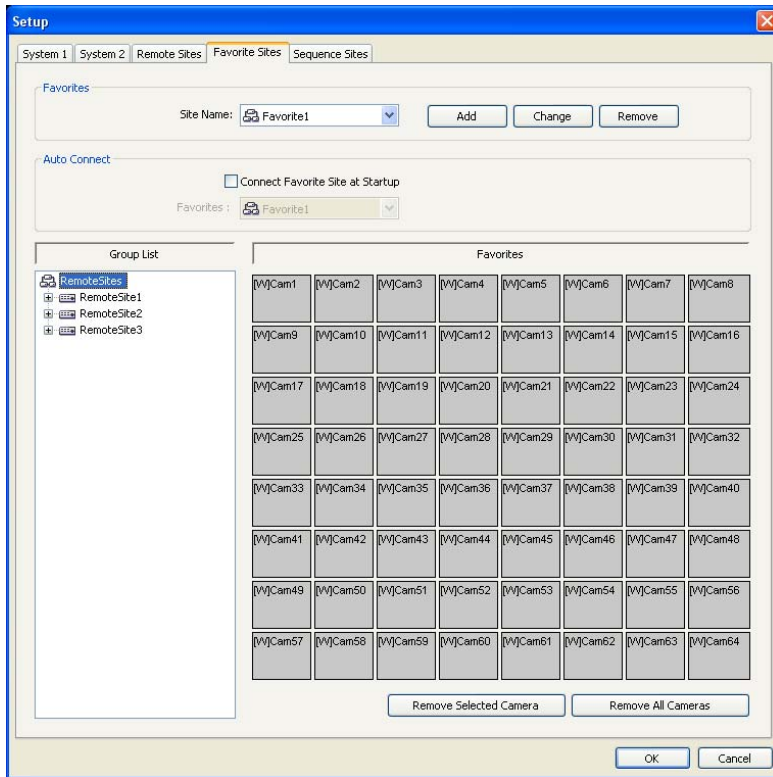 Setup
System 1 System 2 Remote Sites Favorite Sites Sequence Sites
Favorites
Site Name: Favorite1 Add Change Remove
Auto Connect
Connect Favorite Site at Startup
Favorites : Favorite1
Group List Favorites
RemoteSites
RemoteSite1
RemoteSite2
RemoteSite3
[W]Cam1 [W]Cam2 [W]Cam3 [W]Cam4 [W]Cam5 [W]Cam6 [W]Cam7 [W]Cam8
[W]Cam9 [W]Cam10 [W]Cam11 [W]Cam12 [W]Cam13 [W]Cam14 [W]Cam15 [W]Cam16
[W]Cam17 [W]Cam18 [W]Cam19 [W]Cam20 [W]Cam21 [W]Cam22 [W]Cam23 [W]Cam24
[W]Cam25 [W]Cam26 [W]Cam27 [W]Cam28 [W]Cam29 [W]Cam30 [W]Cam31 [W]Cam32
[W]Cam33 [W]Cam34 [W]Cam35 [W]Cam36 [W]Cam37 [W]Cam38 [W]Cam39 [W]Cam40
[W]Cam41 [W]Cam42 [W]Cam43 [W]Cam44 [W]Cam45 [W]Cam46 [W]Cam47 [W]Cam48
[W]Cam49 [W]Cam50 [W]Cam51 [W]Cam52 [W]Cam53 [W]Cam54 [W]Cam55 [W]Cam56
[W]Cam57 [W]Cam58 [W]Cam59 [W]Cam60 [W]Cam61 [W]Cam62 [W]Cam63 [W]Cam64
Remove Selected Camera Remove All Cameras
OK Cancel